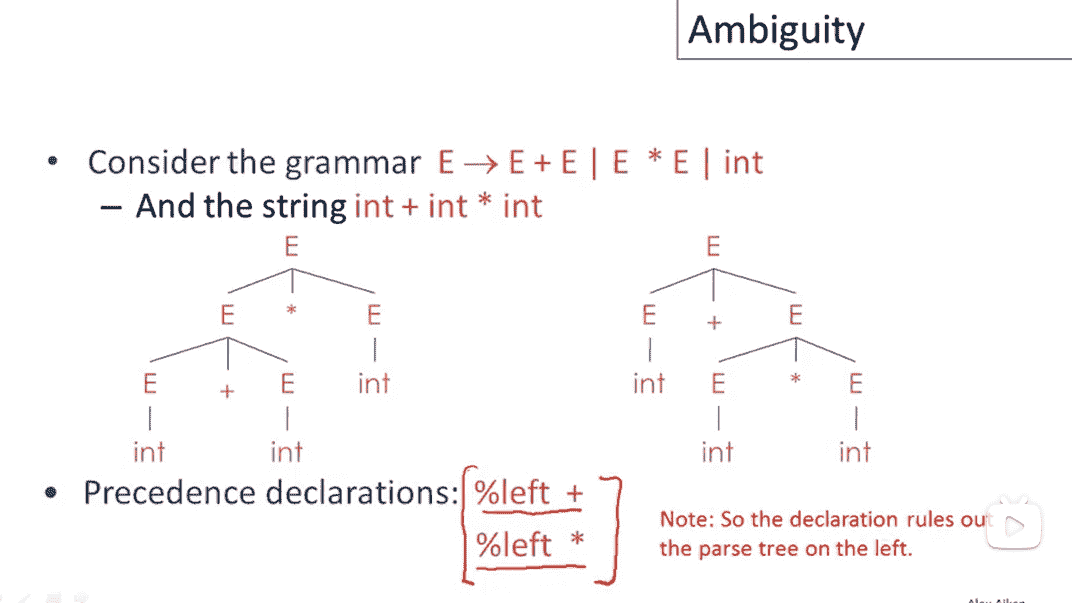 Ambiguity
• Consider the grammar E → E + E | E * E | int
– And the string int + int * int
E
E * E
E + E int
int int
E
E + E
int E * E
int int
• Precedence declarations: %left +
%left *
Note: So the declaration rules out
the parse tree on the left.